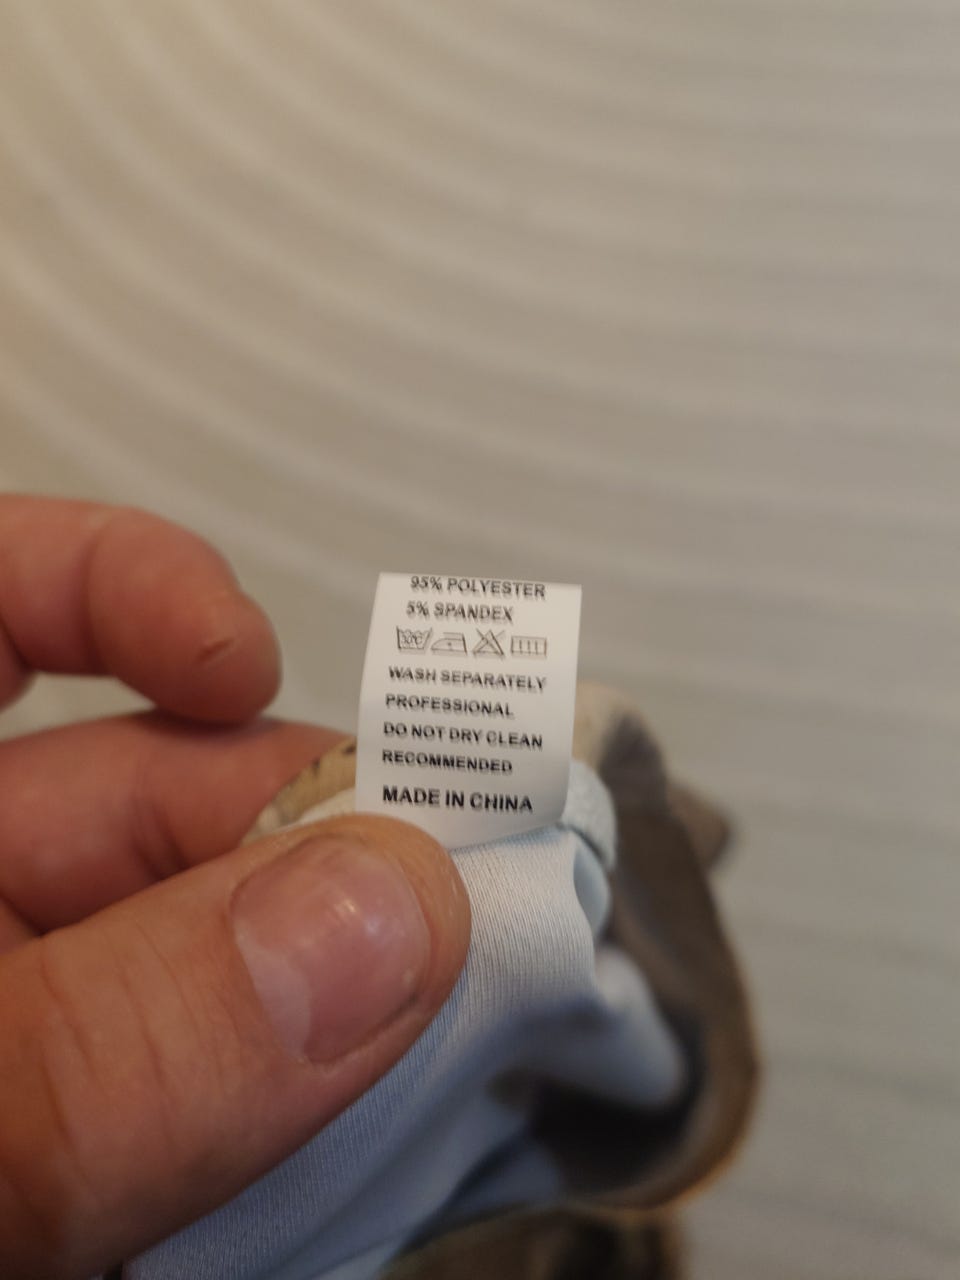 95% POLYESTER
5% SPANDEX
WASH SEPARATELY
PROFESSIONAL
DO NOT DRY CLEAN
RECOMMENDED
MADE IN CHINA